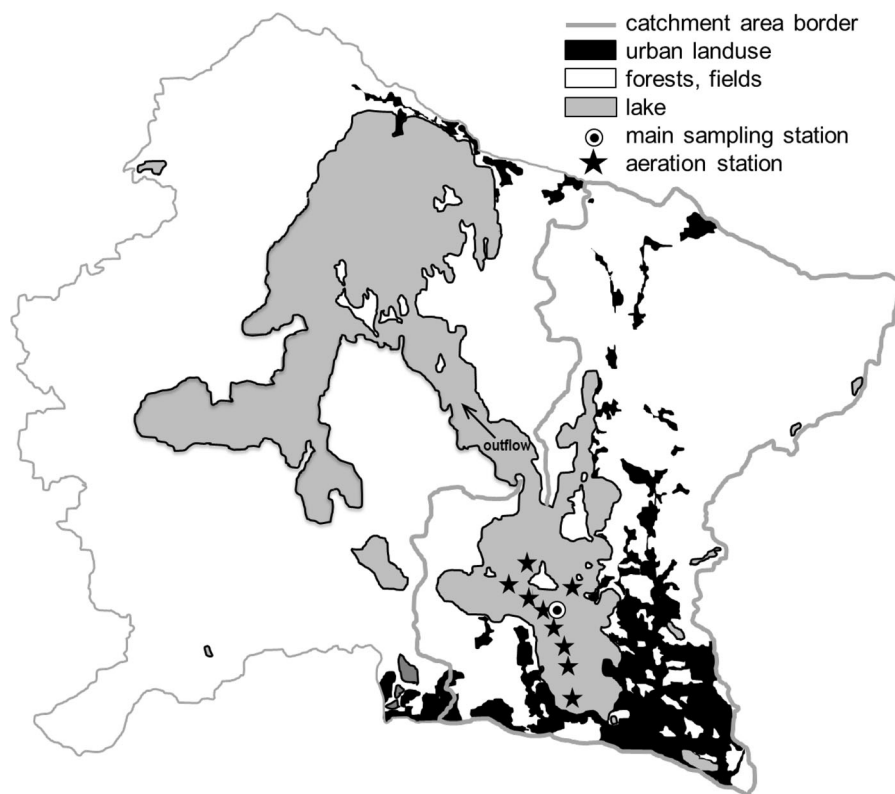 catchment area border
urban landuse
forests, fields
lake
main sampling station
aeration station
outflow